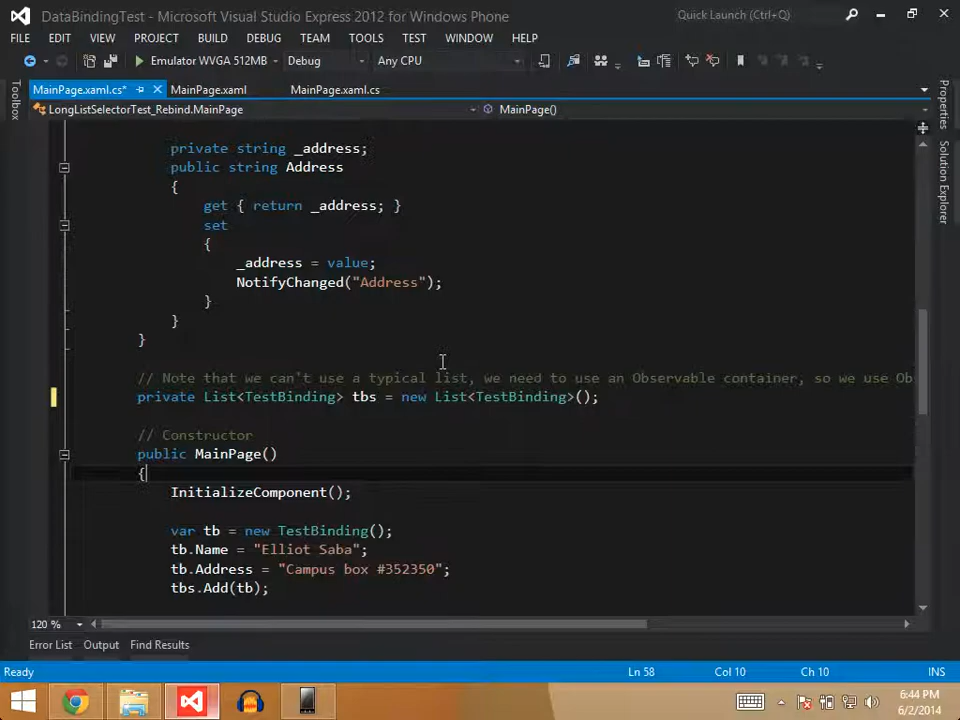 DataBindingTest - Microsoft Visual Studio Express 2012 for Windows Phone
Quick Launch (Ctrl+Q)
FILE EDIT VIEW PROJECT BUILD DEBUG TEAM TOOLS TEST WINDOW HELP
Emulator WVGA 512MB Debug Any CPU
MainPage.xaml.cs* MainPage.xaml MainPage.xaml.cs
LongListSelectorTest_Rebind.MainPage MainPage()
Toolbox
Properties
Solution Explorer
private string _address;
public string Address
{
get { return _address; }
set
{
_address = value;
NotifyChanged("Address");
}
}
}
// Note that we can't use a typical list, we need to use an Observable container, so we use Ob
private List<TestBinding> tbs = new List<TestBinding>();
// Constructor
public MainPage()
{
InitializeComponent();
var tb = new TestBinding();
tb.Name = "Elliot Saba";
tb.Address = "Campus box #352350";
tbs.Add(tb);
120 %
Error List Output Find Results
Ready Ln 58 Col 10 Ch 10 INS
6:44 PM
6/2/2014